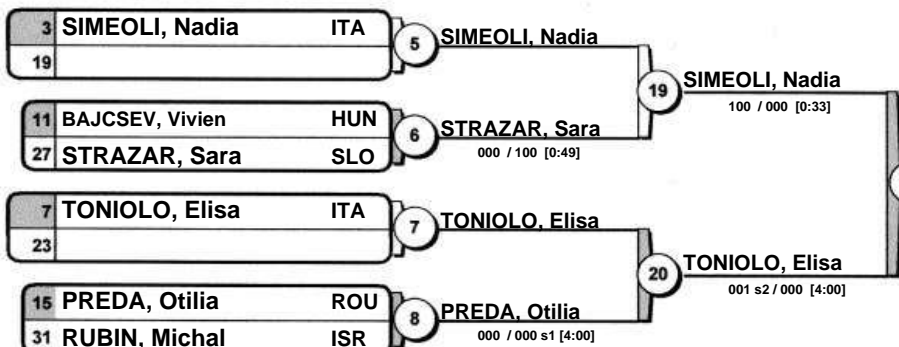 3 SIMEOLI, Nadia ITA
19
5
SIMEOLI, Nadia
11 BAJCSEV, Vivien HUN
27 STRAZAR, Sara SLO
6
STRAZAR, Sara
000 / 100 [0:49]
19
SIMEOLI, Nadia
100 / 000 [0:33]
7 TONIOLO, Elisa ITA
23
7
TONIOLO, Elisa
15 PREDA, Otilia ROU
31 RUBIN, Michal ISR
8
PREDA, Otilia
000 / 000 s1 [4:00]
20
TONIOLO, Elisa
001 s2 / 000 [4:00]